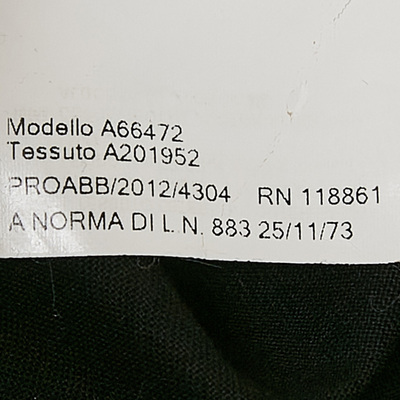 Modello A66472
Tessuto A201952
PROABB/2012/4304 RN 118861
A NORMA DI L. N. 883 25/11/73